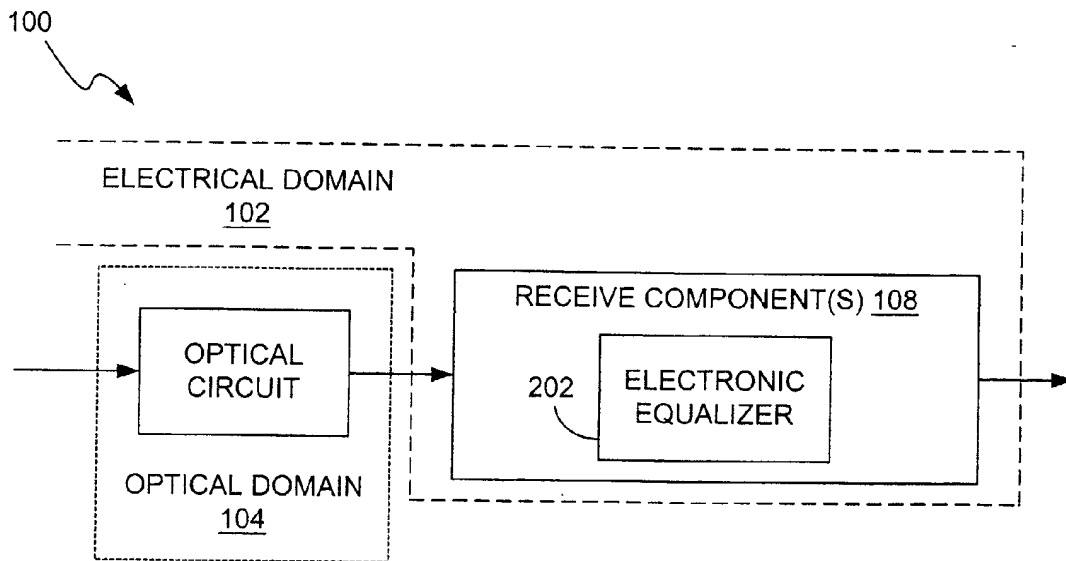 100
ELECTRICAL DOMAIN
102
RECEIVE COMPONENT(S) 108
OPTICAL
CIRCUIT
202
ELECTRONIC
EQUALIZER
OPTICAL DOMAIN
104